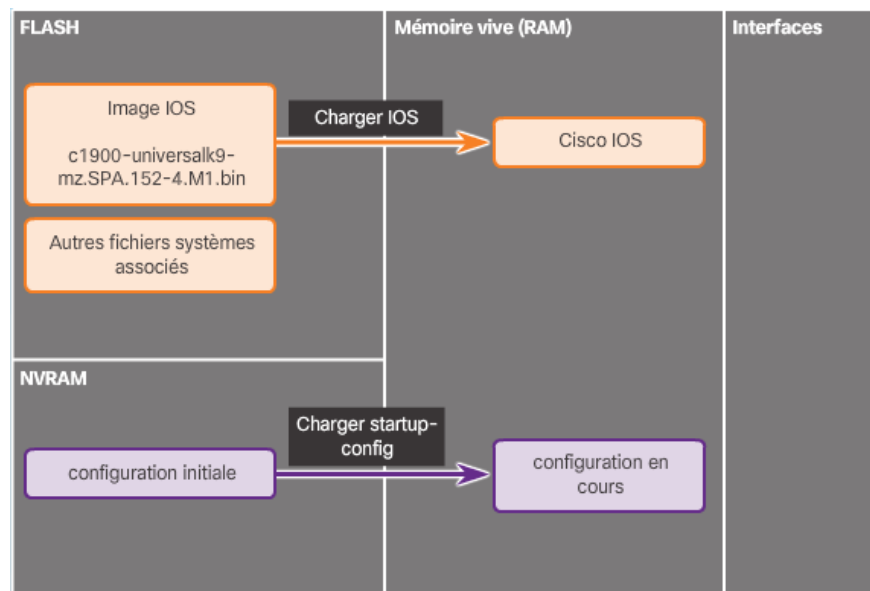 FLASH
Mémoire vive (RAM)
Interfaces
Image IOS
c1900-universalk9-
mz.SPA.152-4.M1.bin
Charger IOS
Cisco IOS
Autres fichiers systèmes
associés
NVRAM
Charger startup-
config
configuration initiale
configuration en
cours